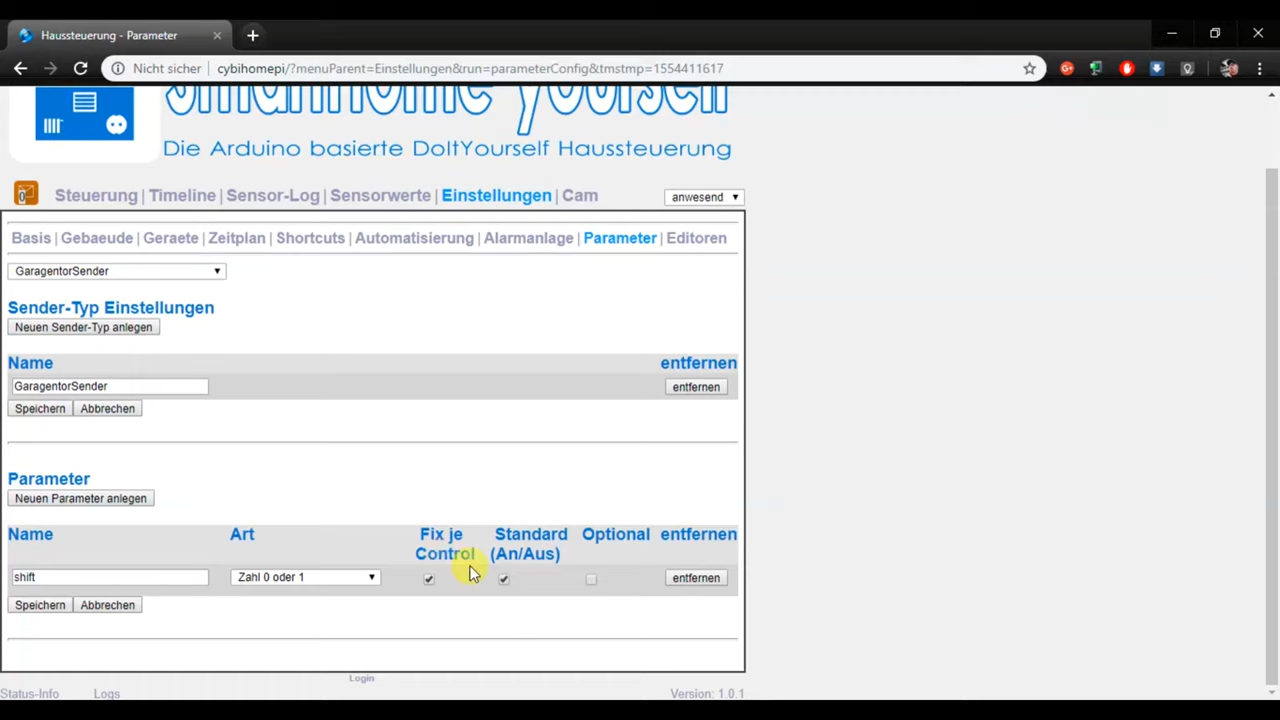 Haussteuerung - Parameter
Nicht sicher | cybihomepi/?menuParent=Einstellungen&run=parameterConfig&tmstmp=1554411617
smartHome yourself
Die Arduino basierte DoItYourself Haussteuerung
0 Steuerung | Timeline | Sensor-Log | Sensorwerte | Einstellungen | Cam anwesend
Basis | Gebaeude | Geraete | Zeitplan | Shortcuts | Automatisierung | Alarmanlage | Parameter | Editoren
GaragentorSender
Sender-Typ Einstellungen
Neuen Sender-Typ anlegen
Name entfernen
GaragentorSender entfernen
Speichern Abbrechen
Parameter
Neuen Parameter anlegen
Name Art Fix je Control Standard (An/Aus) Optional entfernen
shift Zahl 0 oder 1 entfernen
Speichern Abbrechen
Login
Status-Info Logs Version: 1.0.1